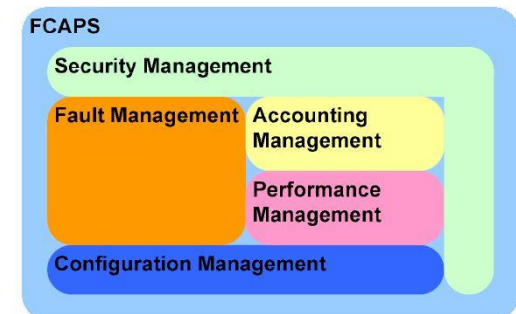 FCAPS
Security Management
Fault Management
Accounting
Management
Performance
Management
Configuration Management